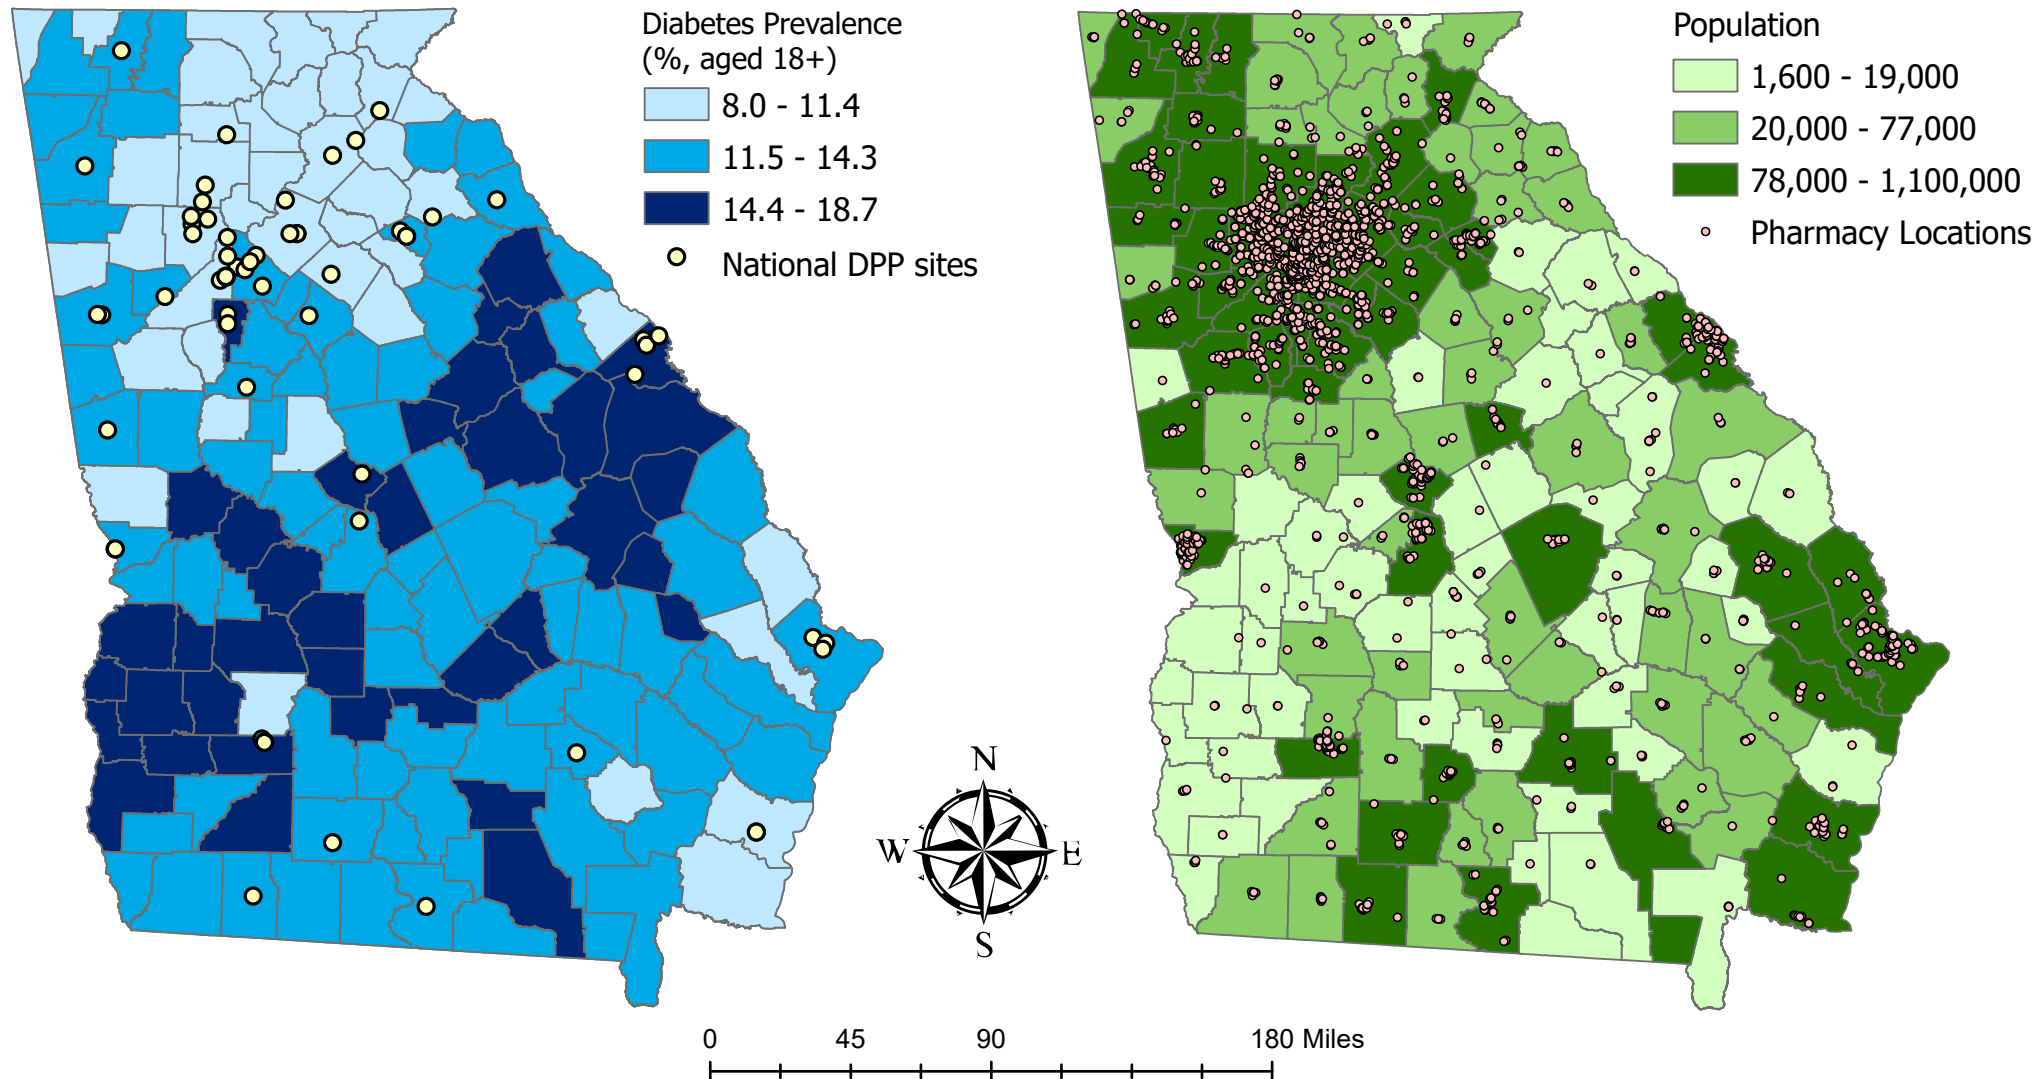 Diabetes Prevalence
(%, aged 18+)
8.0 - 11.4
11.5 - 14.3
14.4 - 18.7
National DPP sites
Population
1,600 - 19,000
20,000 - 77,000
78,000 - 1,100,000
Pharmacy Locations
N
W E
S
0 45 90 180 Miles